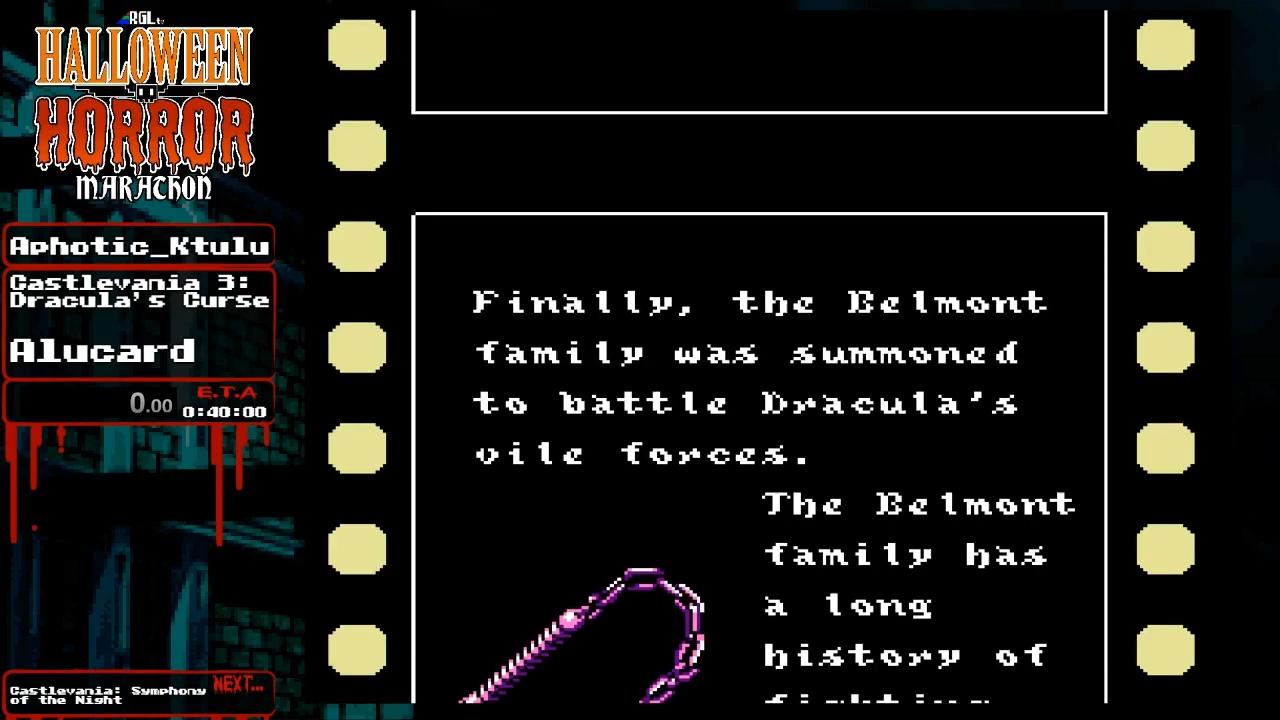 RGLtv
HALLOWEEN
HORROR
MARATHON
Aphotic_Ktulu
Castlevania 3:
Dracula's Curse
Alucard
0.00
E.T.A
0:40:00
Castlevania: Symphony
of the Night
NEXT...
Finally, the Belmont
family was summoned
to battle Dracula's
vile forces.
The Belmont
family has
a long
history of